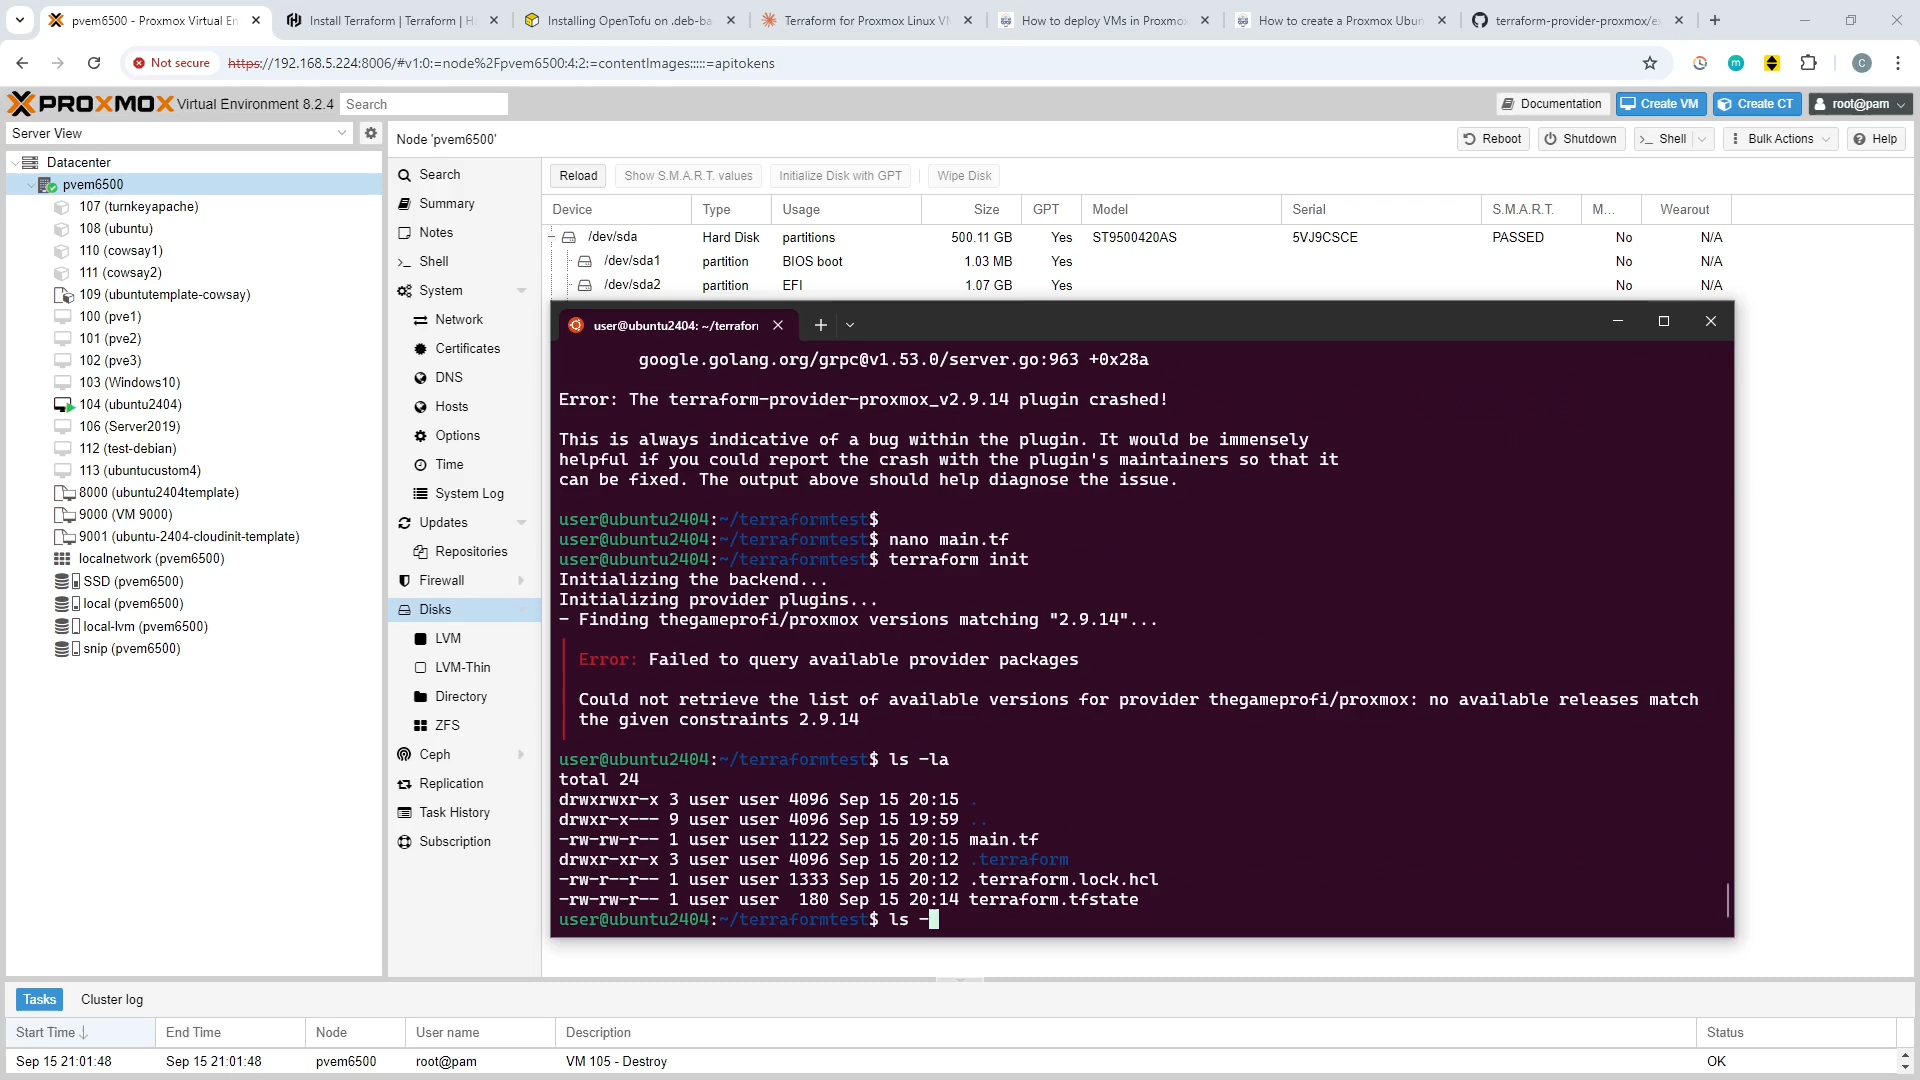 pvem6500 - Proxmox Virtual En
Install Terraform | Terraform | H
Installing OpenTofu on .deb-ba
Terraform for Proxmox Linux V
How to deploy VMs in Proxmo
How to create a Proxmox Ubun
terraform-provider-proxmox/e
Not secure
https://192.168.5.224:8006/#v1:0:=node%2Fpvem6500:4:2:=contentImages:::::=apitokens
m
C
PROXMOX Virtual Environment 8.2.4
Search
Documentation
Create VM
Create CT
root@pam
Server View
Node 'pvem6500'
Reboot
Shutdown
>_ Shell
Bulk Actions
Help
Datacenter
pvem6500
107 (turnkeyapache)
108 (ubuntu)
110 (cowsay1)
111 (cowsay2)
109 (ubuntutemplate-cowsay)
100 (pve1)
101 (pve2)
102 (pve3)
103 (Windows10)
104 (ubuntu2404)
106 (Server2019)
112 (test-debian)
113 (ubuntucustom4)
8000 (ubuntu2404template)
9000 (VM 9000)
9001 (ubuntu-2404-cloudinit-template)
localnetwork (pvem6500)
SSD (pvem6500)
local (pvem6500)
local-lvm (pvem6500)
snip (pvem6500)
Search
Summary
Notes
>_ Shell
System
Network
Certificates
DNS
Hosts
Options
Time
System Log
Updates
Repositories
Firewall
Disks
LVM
LVM-Thin
Directory
ZFS
Ceph
Replication
Task History
Subscription
Reload
Show S.M.A.R.T. values
Initialize Disk with GPT
Wipe Disk
Device Type Usage Size GPT Model Serial S.M.A.R.T. M... Wearout
/dev/sda Hard Disk partitions 500.11 GB Yes ST9500420AS 5VJ9CSCE PASSED No N/A
/dev/sda1 partition BIOS boot 1.03 MB Yes No N/A
/dev/sda2 partition EFI 1.07 GB Yes No N/A
user@ubuntu2404: ~/terrafor
google.golang.org/grpc@v1.53.0/server.go:963 +0x28a
Error: The terraform-provider-proxmox_v2.9.14 plugin crashed!
This is always indicative of a bug within the plugin. It would be immensely
helpful if you could report the crash with the plugin's maintainers so that it
can be fixed. The output above should help diagnose the issue.
user@ubuntu2404:~/terraformtest$
user@ubuntu2404:~/terraformtest$ nano main.tf
user@ubuntu2404:~/terraformtest$ terraform init
Initializing the backend...
Initializing provider plugins...
- Finding thegameprofi/proxmox versions matching "2.9.14"...
Error: Failed to query available provider packages
Could not retrieve the list of available versions for provider thegameprofi/proxmox: no available releases match
the given constraints 2.9.14
user@ubuntu2404:~/terraformtest$ ls -la
total 24
drwxrwxr-x 3 user user 4096 Sep 15 20:15 .
drwxr-x--- 9 user user 4096 Sep 15 19:59 ..
-rw-rw-r-- 1 user user 1122 Sep 15 20:15 main.tf
drwxr-xr-x 3 user user 4096 Sep 15 20:12 .terraform
-rw-r--r-- 1 user user 1333 Sep 15 20:12 .terraform.lock.hcl
-rw-rw-r-- 1 user user  180 Sep 15 20:14 terraform.tfstate
user@ubuntu2404:~/terraformtest$ ls -
Tasks
Cluster log
Start Time End Time Node User name Description Status
Sep 15 21:01:48 Sep 15 21:01:48 pvem6500 root@pam VM 105 - Destroy OK